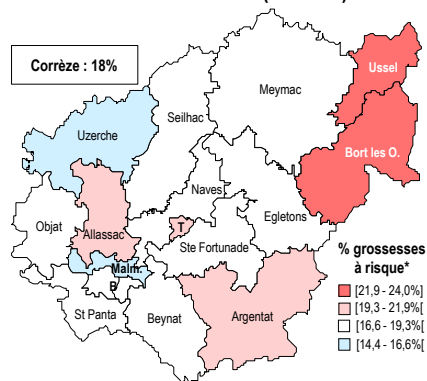 Corrèze : 18%
Ussel
Meymac
Seilhac
Uzerche
Bort les O.
Naves
Egletons
Objat
Allassac
T
Ste Fortunade
Malm.
B
St Panta
Beynat
Argentat
% grossesses
à risque*
[21,9 - 24,0%[
[19,3 - 21,9%[
[16,6 - 19,3%[
[14,4 - 16,6%[